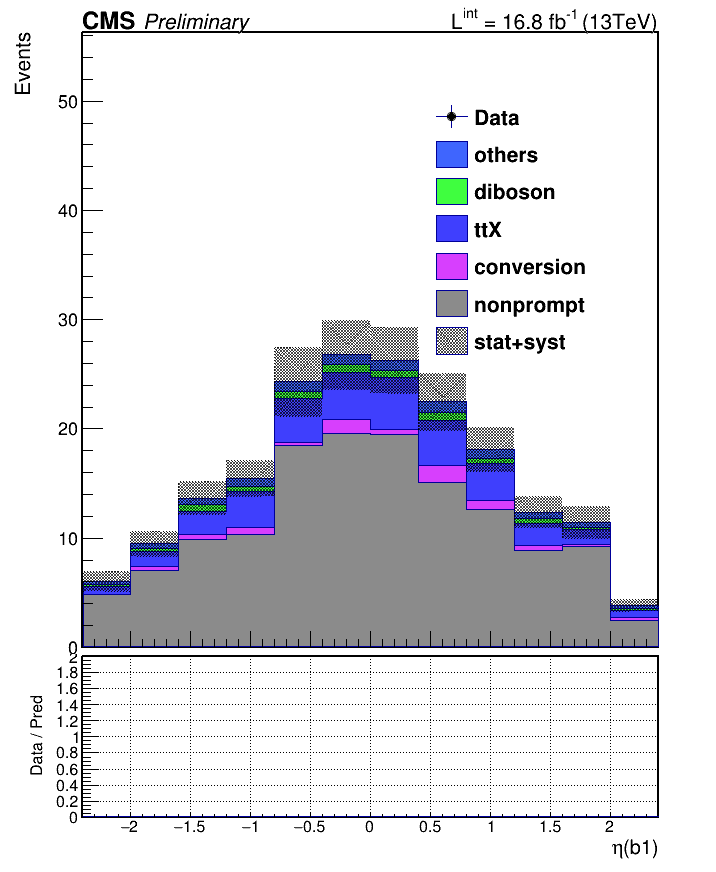 CMS Preliminary
L^int = 16.8 fb^-1 (13TeV)
Events
50
40
30
20
10
0
Data
others
diboson
ttX
conversion
nonprompt
stat+syst
Data / Pred
2
1.8
1.6
1.4
1.2
1
0.8
0.6
0.4
0.2
0
−2 −1.5 −1 −0.5 0 0.5 1 1.5 2
η(b1)